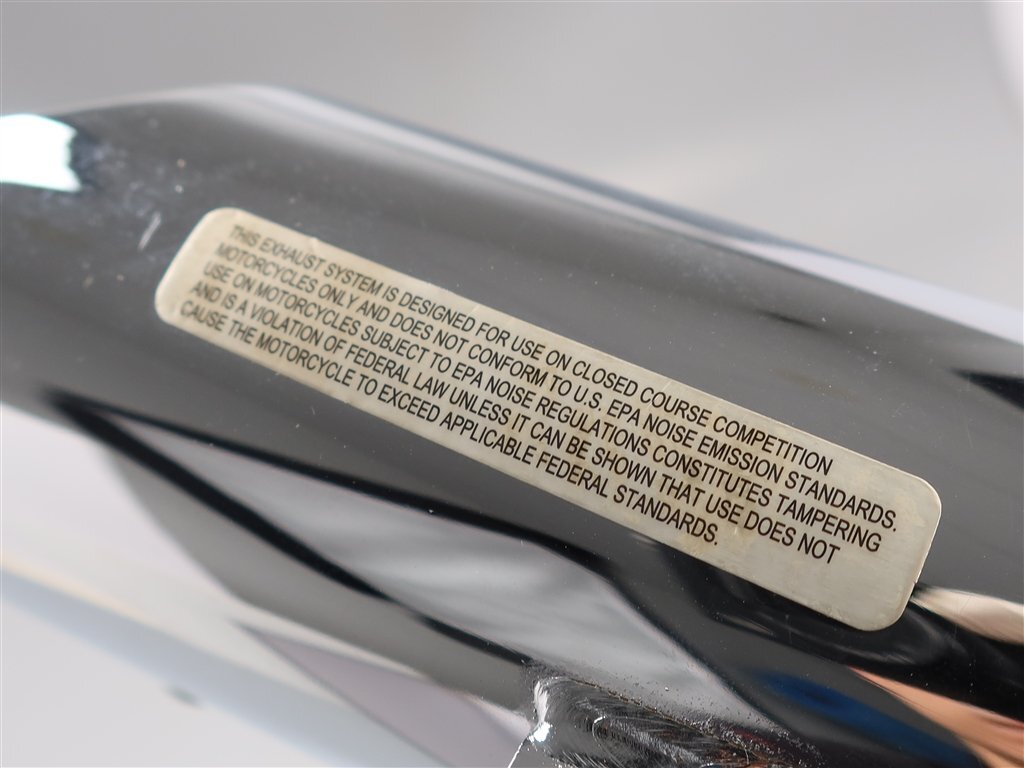 THIS EXHAUST SYSTEM IS DESIGNED FOR USE ON CLOSED COURSE COMPETITION
MOTORCYCLES ONLY AND DOES NOT CONFORM TO U.S. EPA NOISE EMISSION STANDARDS.
USE ON MOTORCYCLES SUBJECT TO EPA NOISE REGULATIONS CONSTITUTES TAMPERING
AND IS A VIOLATION OF FEDERAL LAW UNLESS IT CAN BE SHOWN THAT USE DOES NOT
CAUSE THE MOTORCYCLE TO EXCEED APPLICABLE FEDERAL STANDARDS.